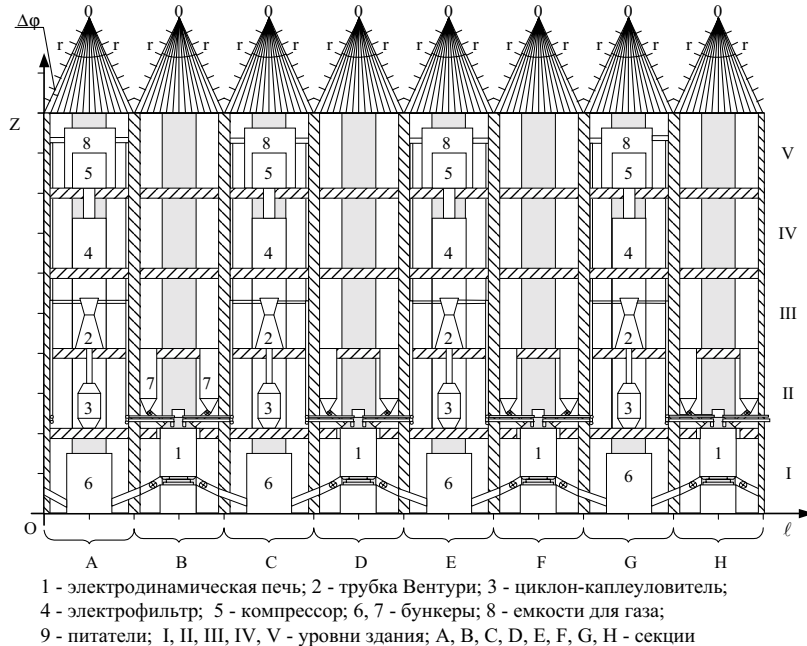 0 0 0 0 0 0 0 0
Δφ r r r r r r r r r r r r r r r r
Z
8 8 8 8 V
5 5 5 5
4 4 4 4 IV
2 2 2 2 III
7 7 II
3 3 3 3
1 1 1 1 I
6 6 6 6
O ℓ
A B C D E F G H
1 - электродинамическая печь; 2 - трубка Вентури; 3 - циклон-каплеуловитель;
4 - электрофильтр; 5 - компрессор; 6, 7 - бункеры; 8 - емкости для газа;
9 - питатели; I, II, III, IV, V - уровни здания; A, B, C, D, E, F, G, H - секции